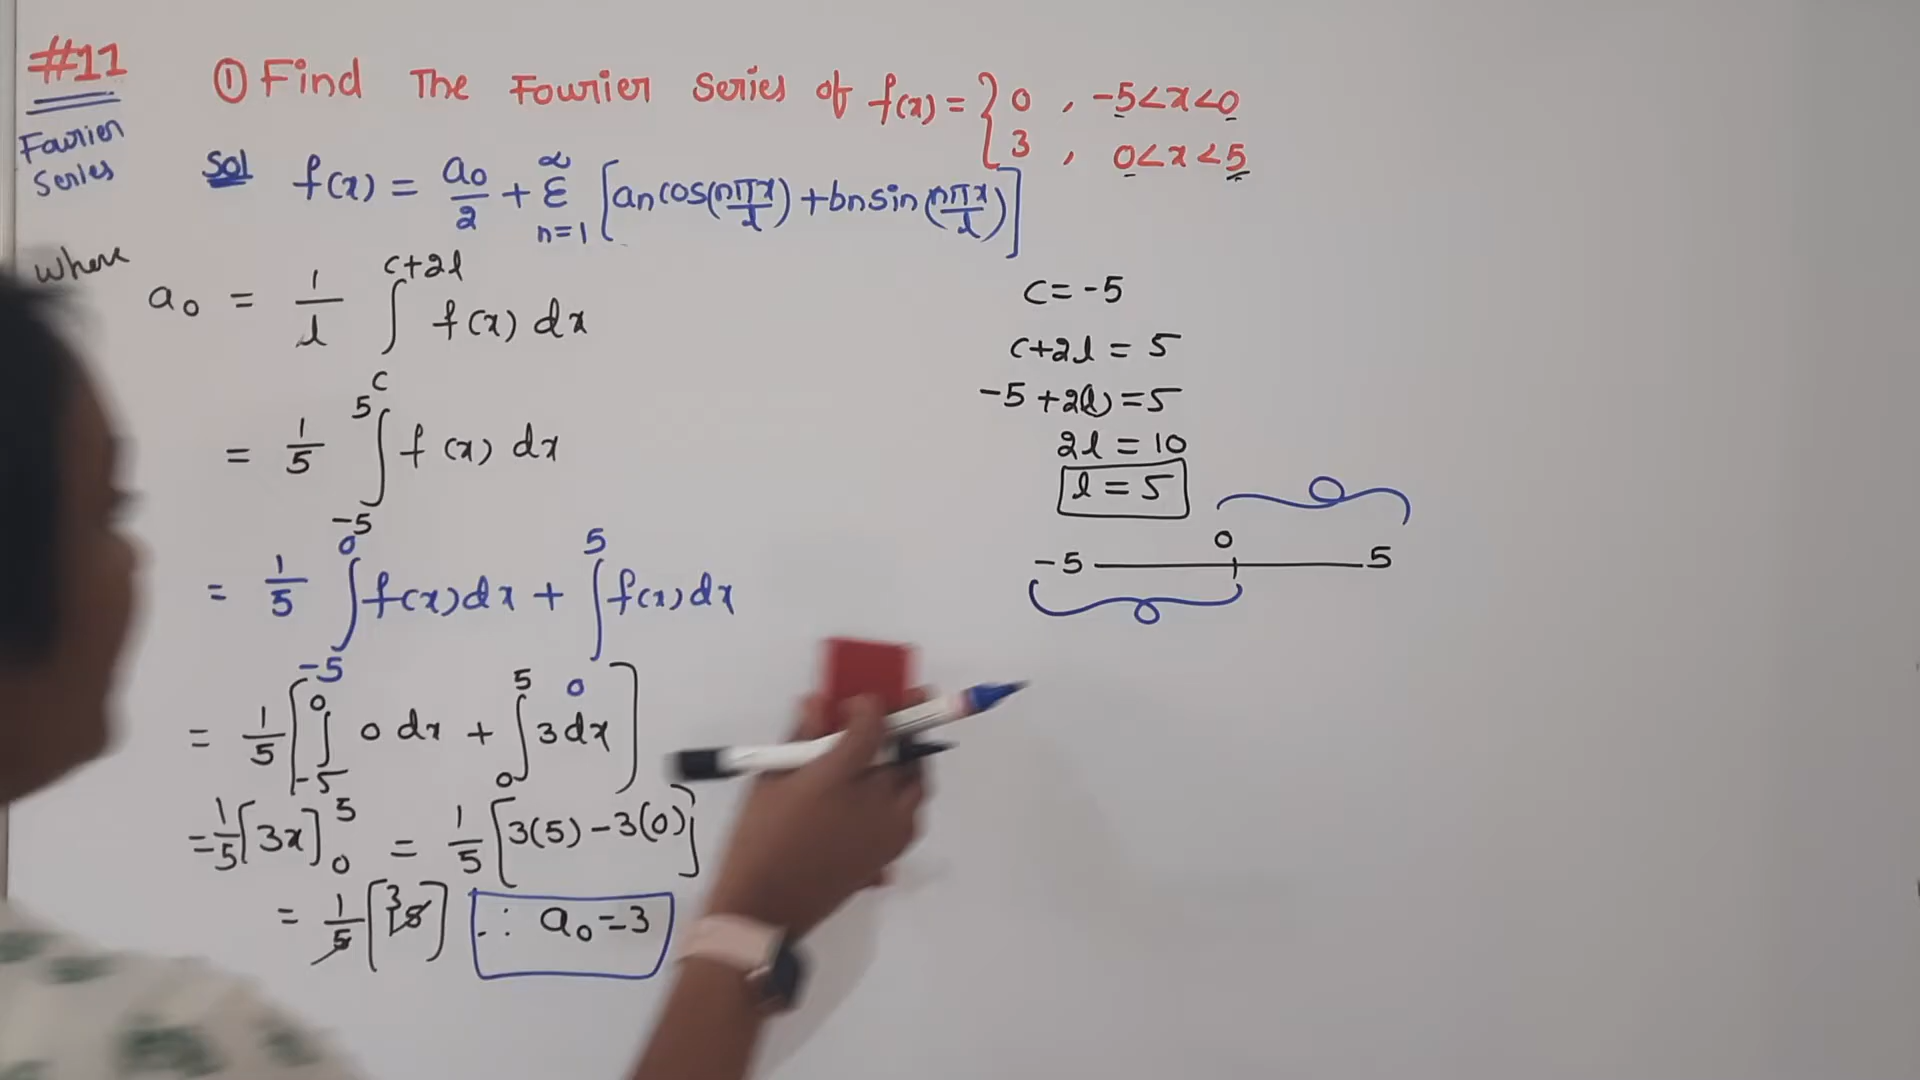 #11
Fourier
Series
① Find The Fourier Series of f(x) = { 0 , -5<x<0
3 , 0<x<5
Sol f(x) = a0/2 + Σ n=1 ∞ [an cos(nπx/l) + bn sin(nπx/l)]
where
a0 = 1/l ∫_c^{c+2l} f(x) dx
= 1/5 ∫_{-5}^5 f(x) dx
= 1/5 ∫_{-5}^0 f(x) dx + ∫_0^5 f(x) dx
= 1/5 [∫_{-5}^0 0 dx + ∫_0^5 3 dx]
= 1/5 [3x]_0^5 = 1/5 [3(5) - 3(0)]
= 1/5 [15] 3 ∴ a0 = 3
c = -5
c+2l = 5
-5 + 2(l) = 5
2l = 10
l = 5
0
-5 5